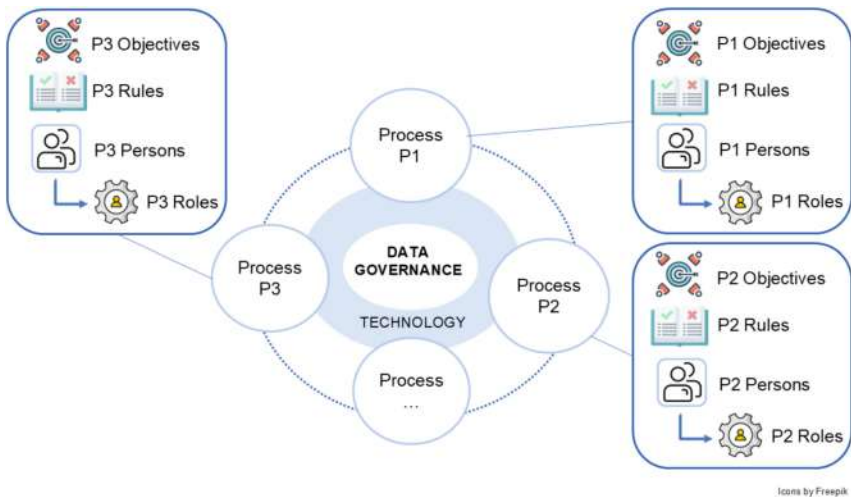 P3 Objectives
P3 Rules
P3 Persons
P3 Roles
Process
P1
P1 Objectives
P1 Rules
P1 Persons
P1 Roles
Process
P3
DATA
GOVERNANCE
TECHNOLOGY
Process
P2
Process
...
P2 Objectives
P2 Rules
P2 Persons
P2 Roles
Icons by Freepik